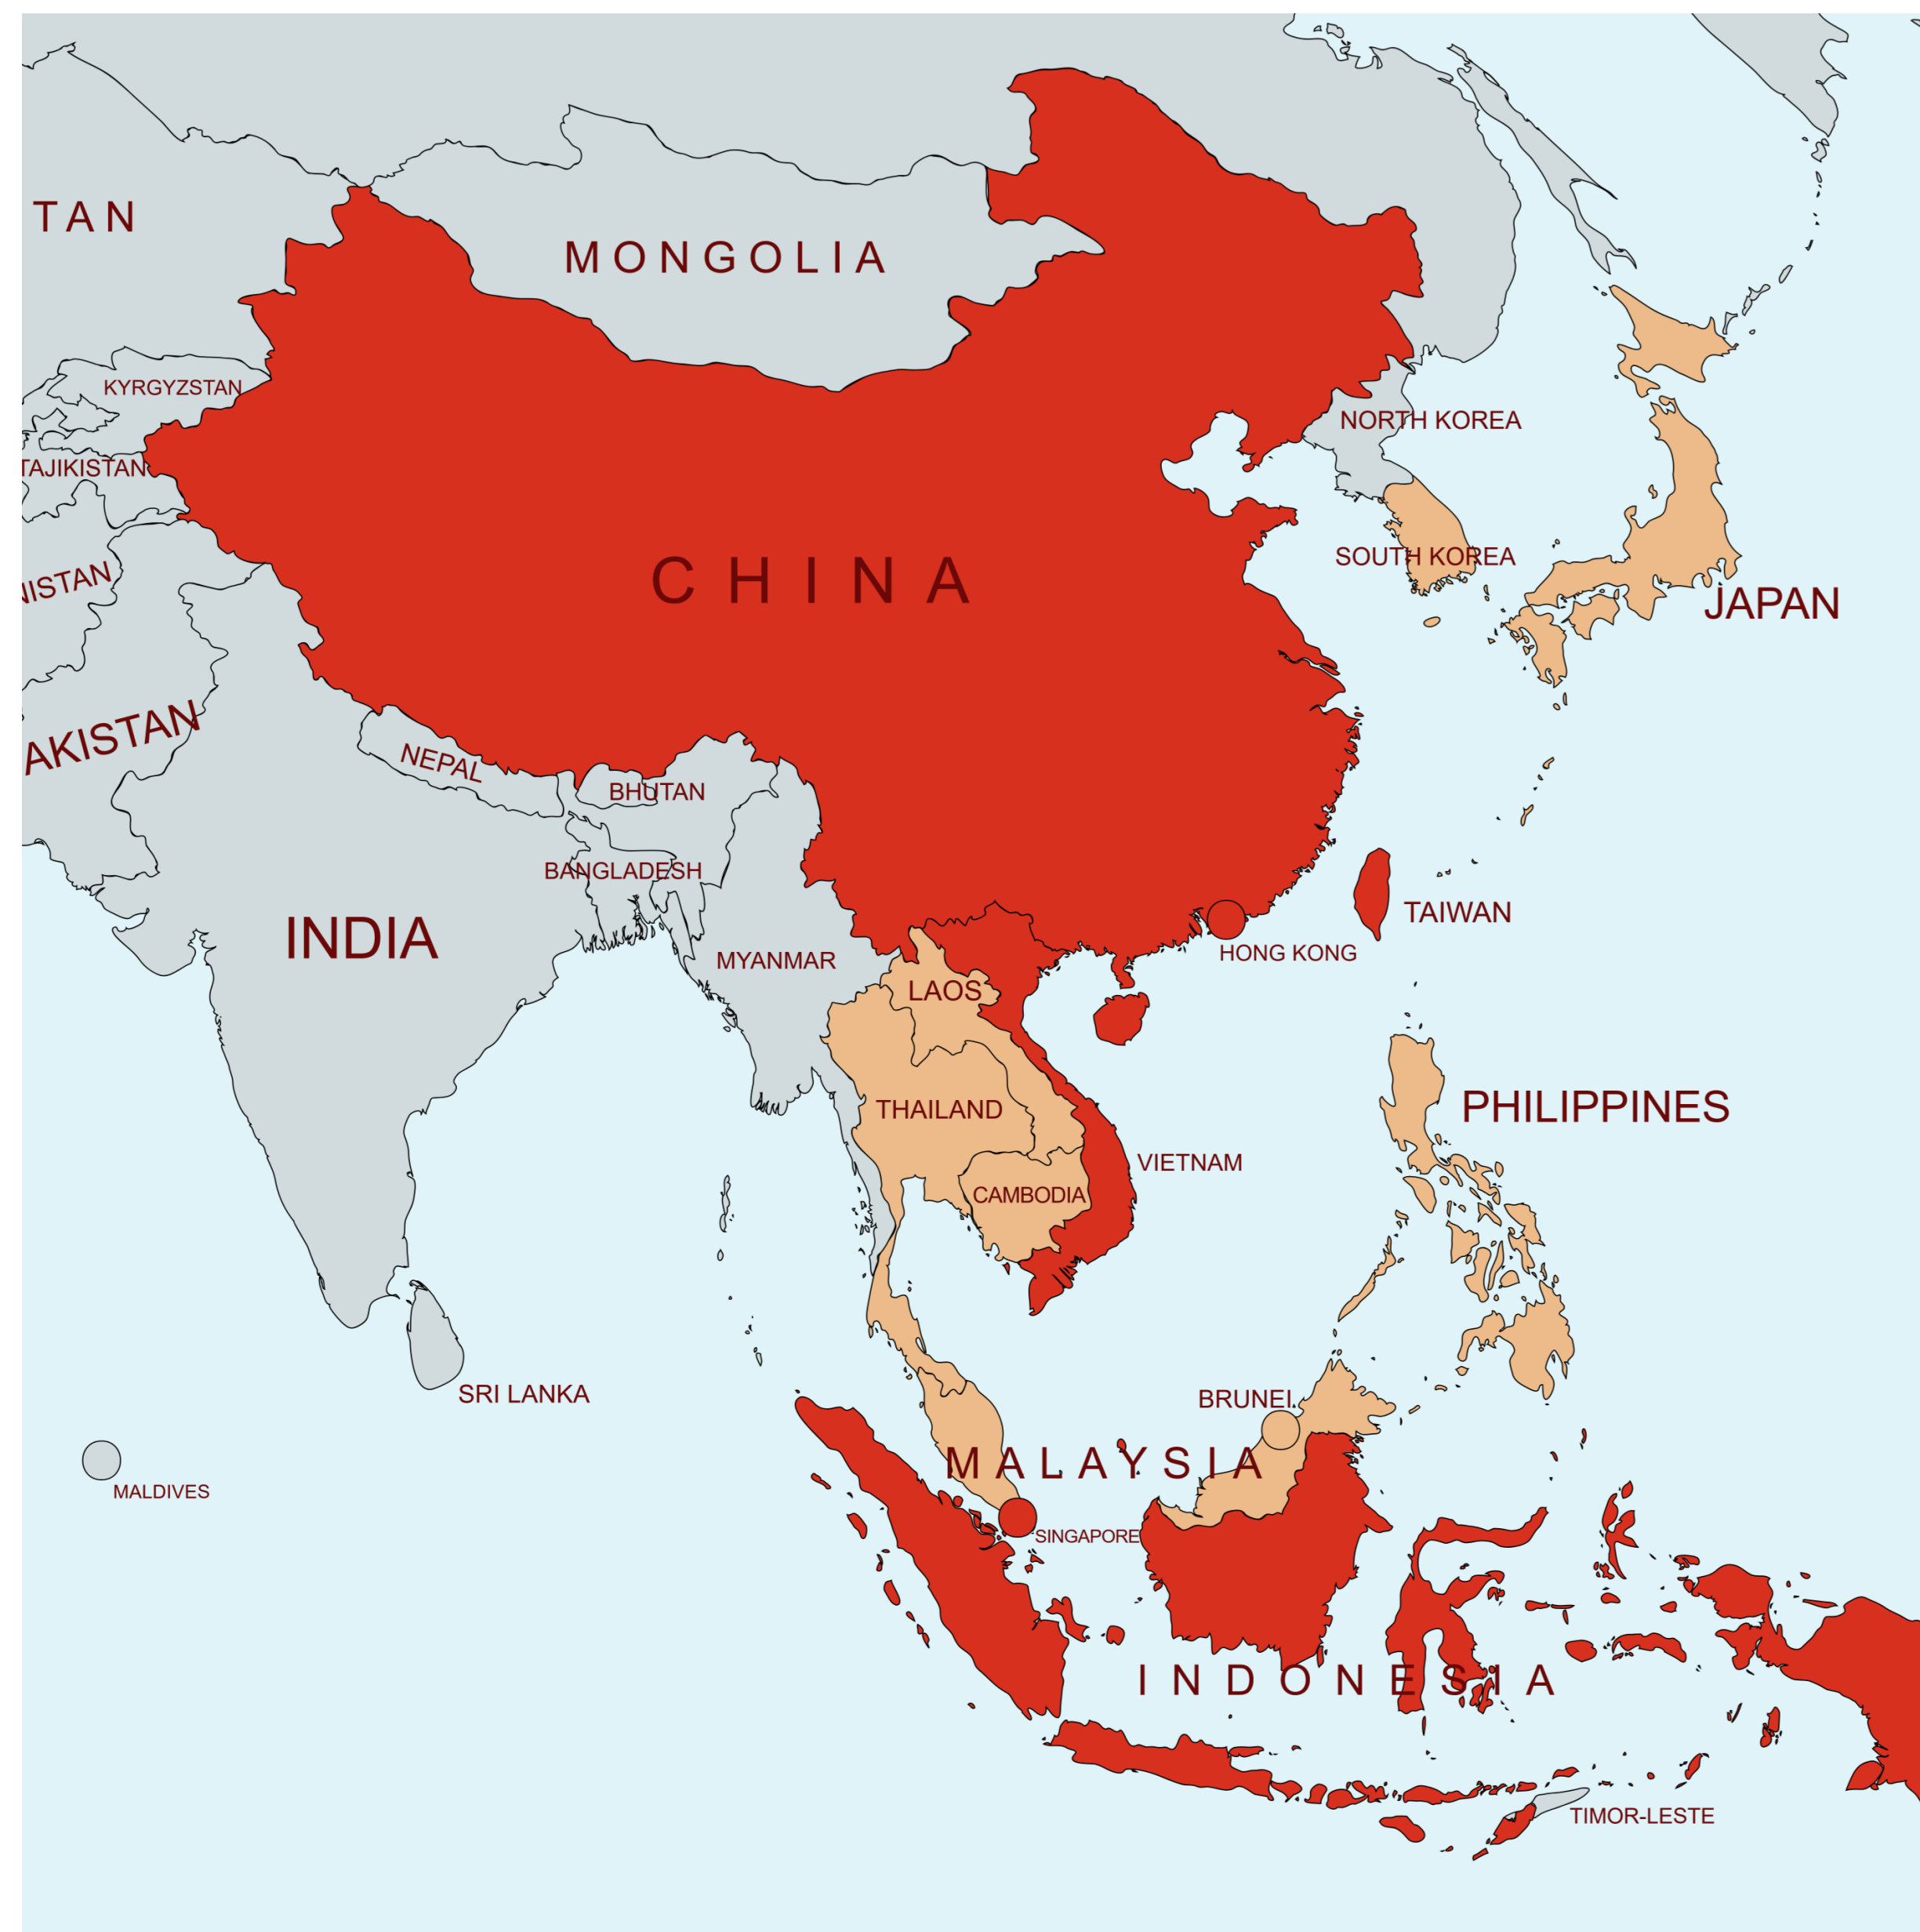 TAN
MONGOLIA
KYRGYZSTAN
NORTH KOREA
TAJIKISTAN
SOUTH KOREA
NISTAN
CHINA
JAPAN
AKISTAN
NEPAL
BHUTAN
BANGLADESH
TAIWAN
INDIA
HONG KONG
MYANMAR
LAOS
THAILAND
PHILIPPINES
VIETNAM
CAMBODIA
SRI LANKA
BRUNEI
MALAYSIA
MALDIVES
SINGAPORE
INDONESIA
TIMOR-LESTE